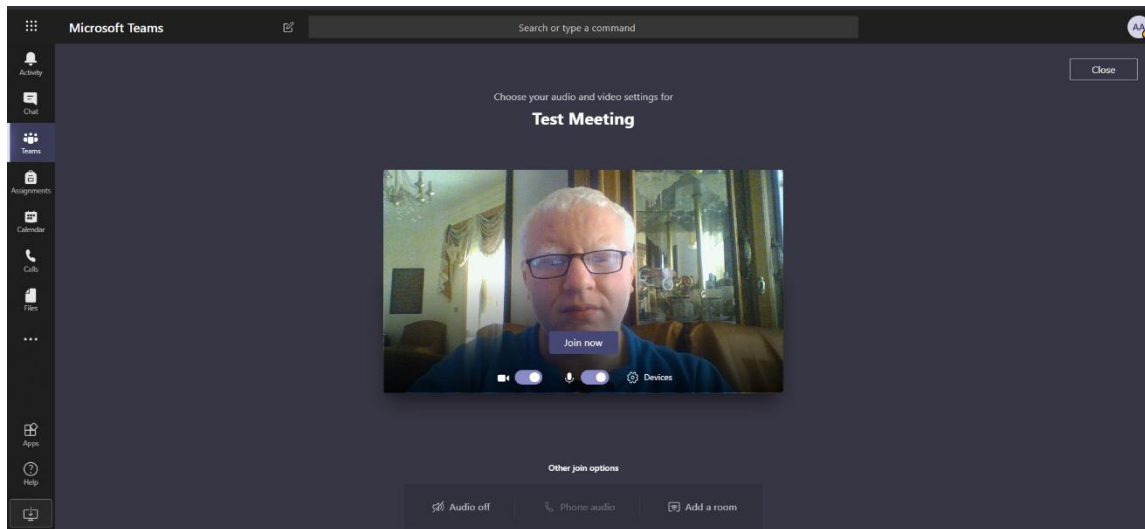 Microsoft Teams
Search or type a command
AA
Activity
Chat
Teams
Assignments
Calendar
Calls
Files
Apps
Help
Close
Choose your audio and video settings for
Test Meeting
Join now
Devices
Other join options
Audio off
Phone audio
Add a room